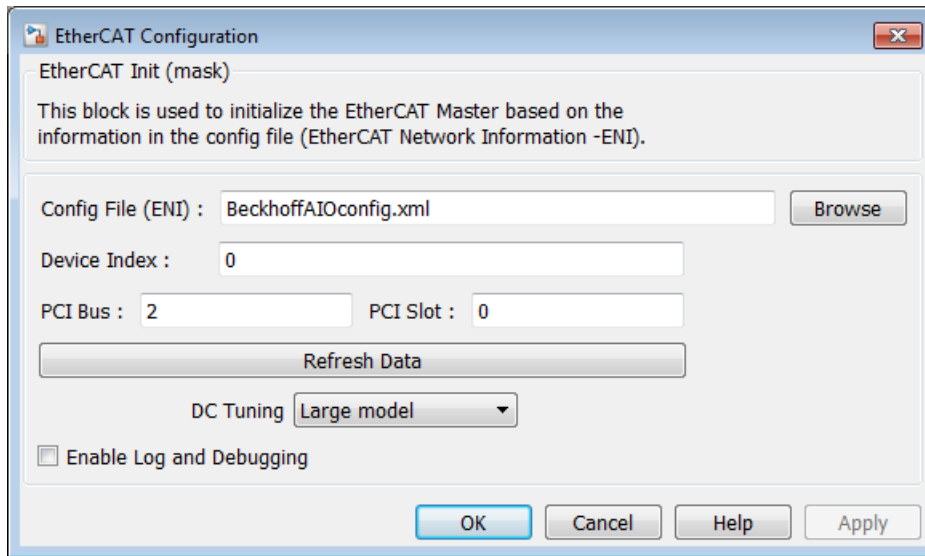 EtherCAT Configuration
EtherCAT Init (mask)
This block is used to initialize the EtherCAT Master based on the
information in the config file (EtherCAT Network Information -ENI).
Config File (ENI) : BeckhoffAIOconfig.xml Browse
Device Index : 0
PCI Bus : 2 PCI Slot : 0
Refresh Data
DC Tuning Large model
Enable Log and Debugging
OK Cancel Help Apply